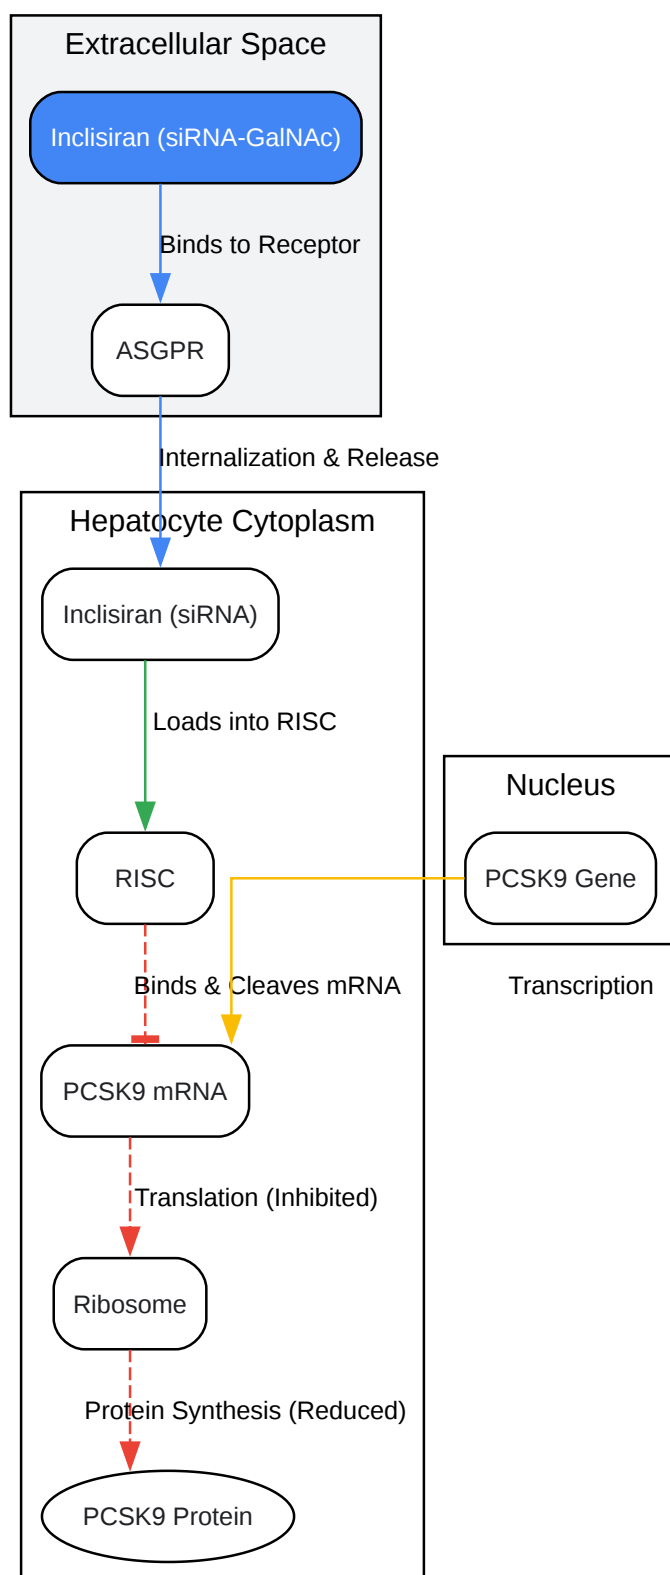 Extracellular Space
Inclisiran (siRNA-GalNAc)
Binds to Receptor
ASGPR
Internalization & Release
Hepatocyte Cytoplasm
Inclisiran (siRNA)
Loads into RISC
Nucleus
RISC
PCSK9 Gene
Binds & Cleaves mRNA
Transcription
PCSK9 mRNA
Translation (Inhibited)
Ribosome
Protein Synthesis (Reduced)
PCSK9 Protein